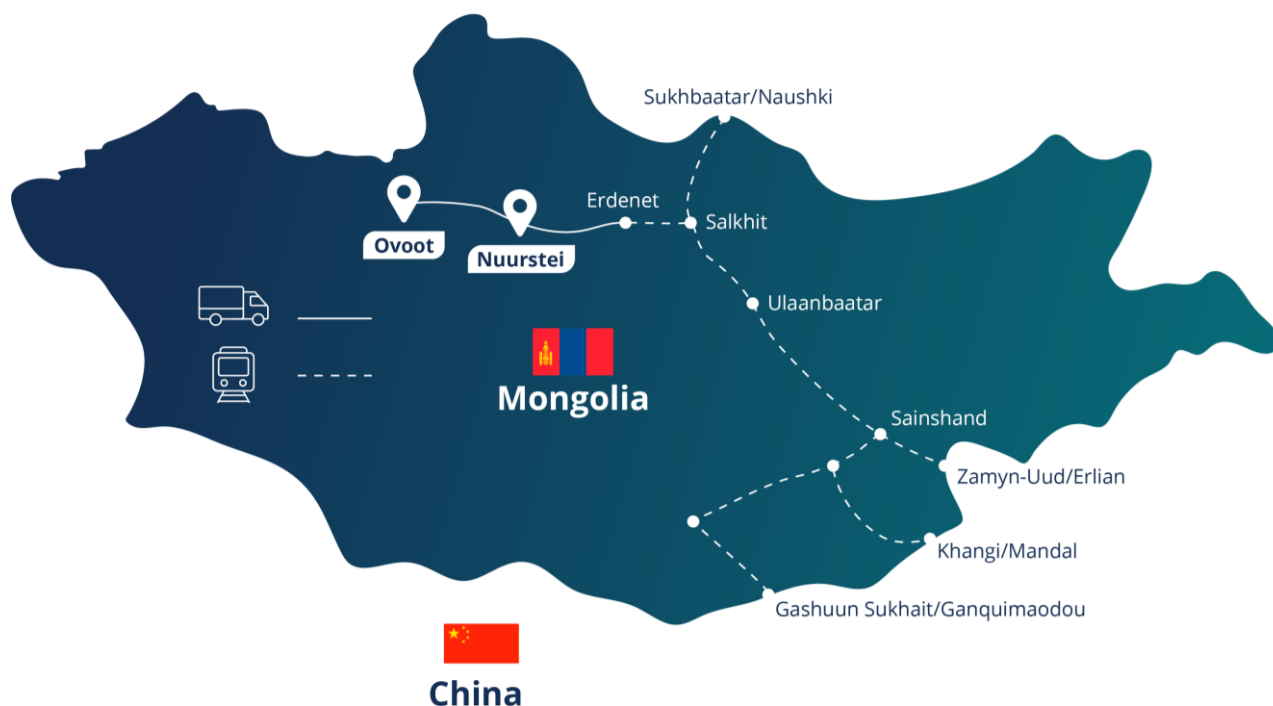 Sukhbaatar/Naushki
Erdenet
Salkhit
Ovoot
Nuurstei
Ulaanbaatar
Mongolia
Sainshand
Zamyn-Uud/Erlian
Khangi/Mandal
Gashuun Sukhait/Ganquimaodou
China